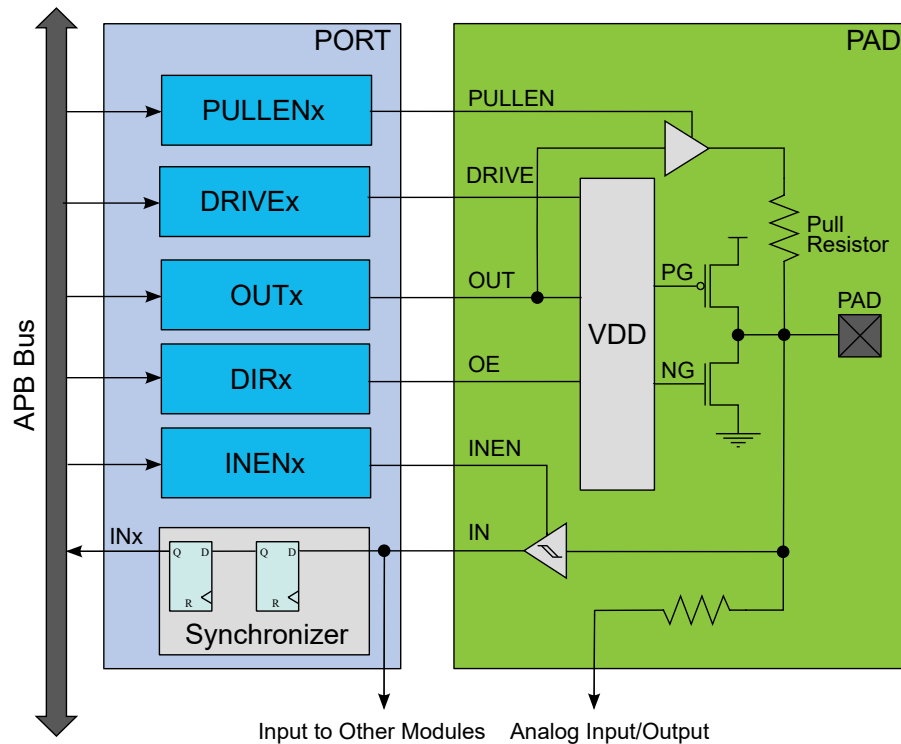 PORT
PAD
APB Bus
PULLENx
PULLEN
DRIVEx
DRIVE
Pull
Resistor
OUTx
OUT
PG
PAD
VDD
DIRx
OE
NG
INENx
INEN
INx
IN
Q D
Q D
R
R
Synchronizer
Input to Other Modules
Analog Input/Output